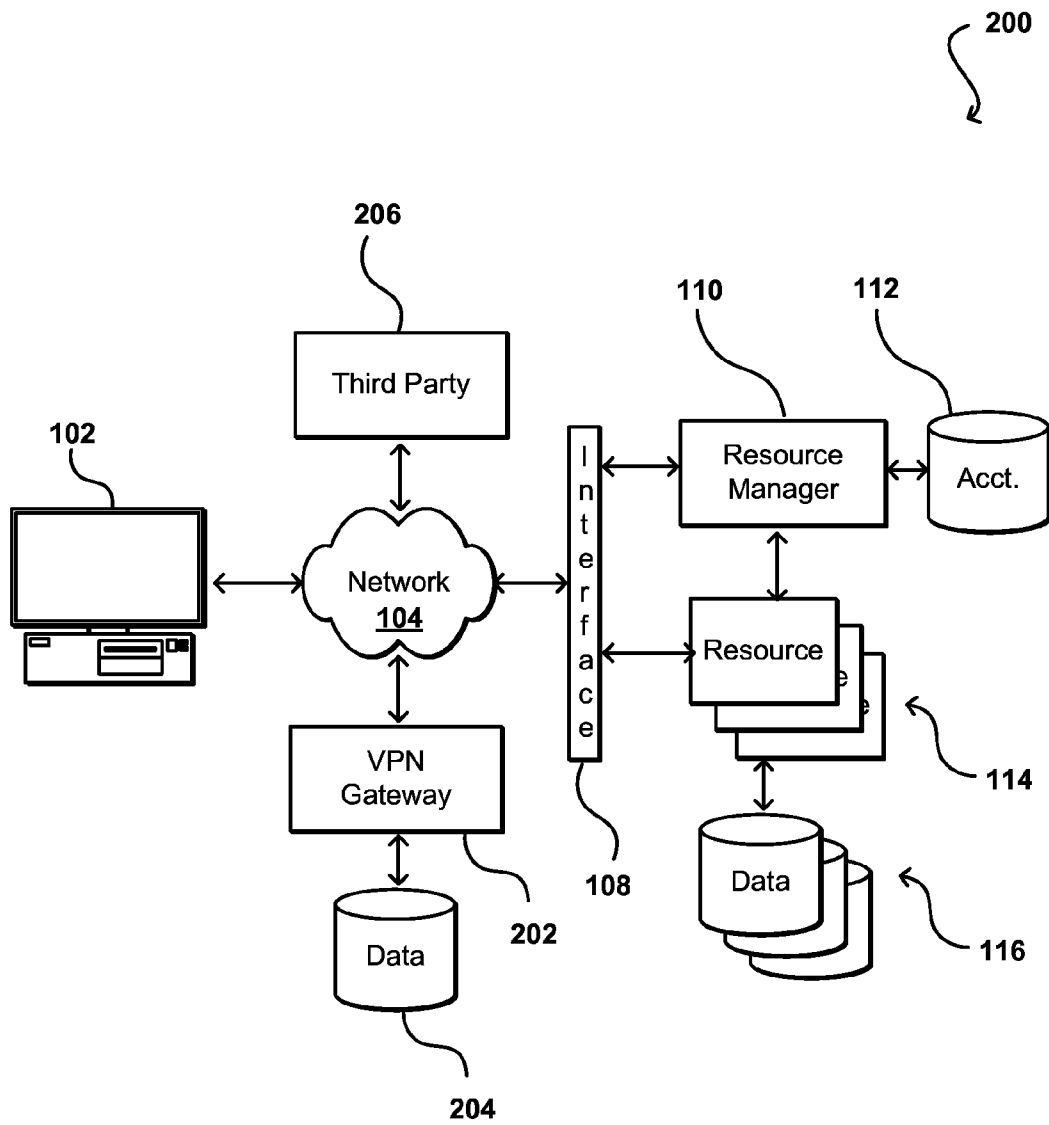 200
206
110
112
Third Party
102
Interface
Resource
Manager
Acct.
Network
104
Resource
e
e
VPN
Gateway
114
Data
108
202
Data
116
204